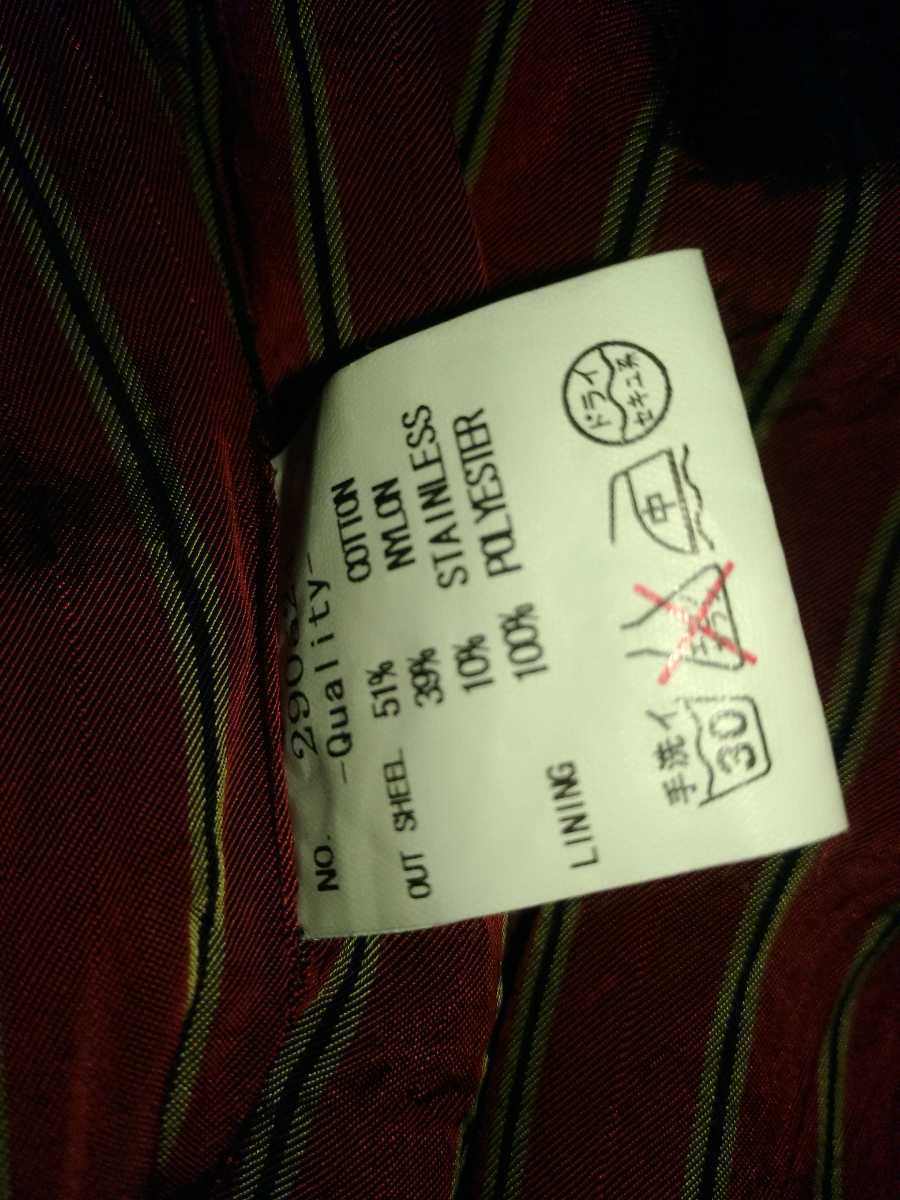 NO.
-Quality-
OUT SHEEL 51% COTTON
39% NYLON
10% STAINLESS
LINING 100% POLYESTER
手洗イ
30
中
ドライ
セキユ系